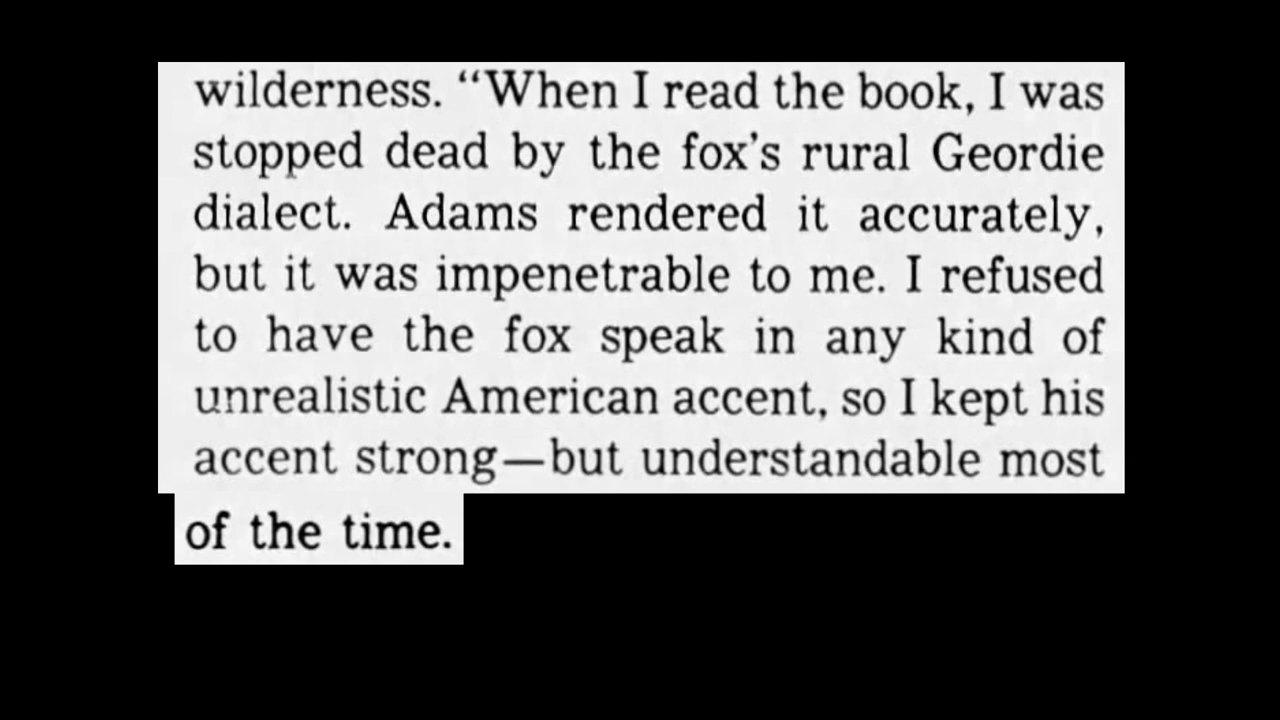 wilderness. “When I read the book, I was
stopped dead by the fox’s rural Geordie
dialect. Adams rendered it accurately,
but it was impenetrable to me. I refused
to have the fox speak in any kind of
unrealistic American accent, so I kept his
accent strong—but understandable most
of the time.